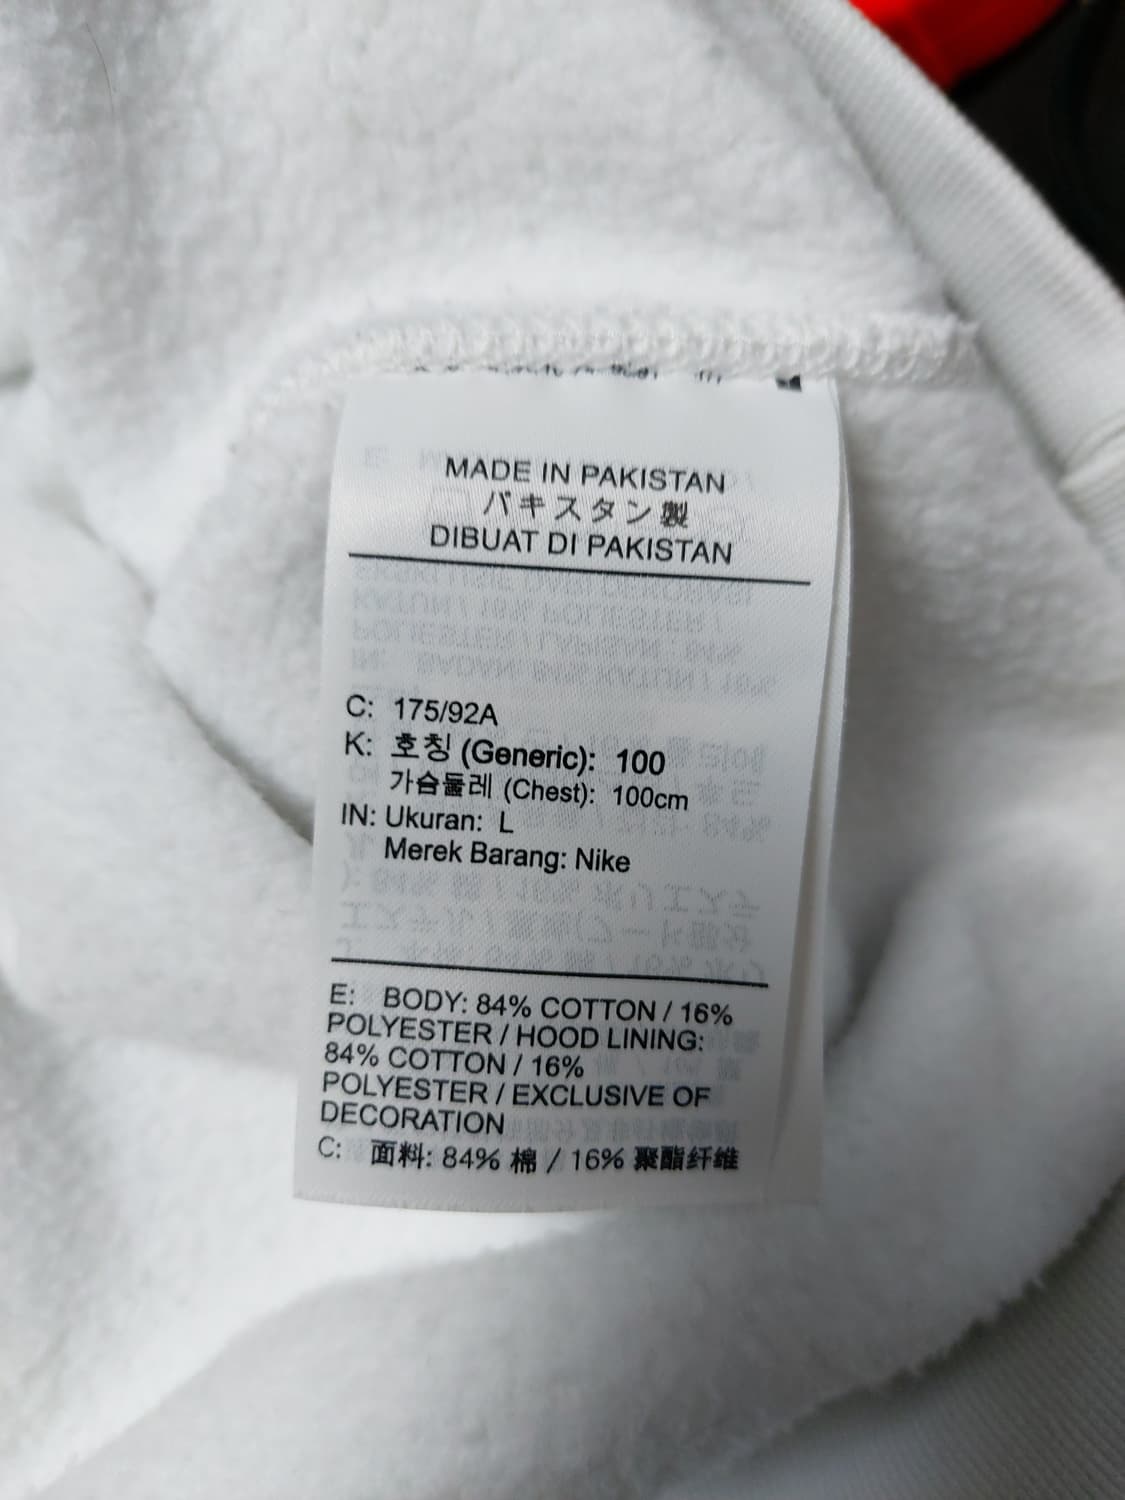 MADE IN PAKISTAN
パキスタン製
DIBUAT DI PAKISTAN
C: 175/92A
K: 호칭 (Generic): 100
가슴둘레 (Chest): 100cm
IN: Ukuran: L
Merek Barang: Nike
E: BODY: 84% COTTON / 16%
POLYESTER / HOOD LINING:
84% COTTON / 16%
POLYESTER / EXCLUSIVE OF
DECORATION
C: 面料: 84% 棉 / 16% 聚酯纤维